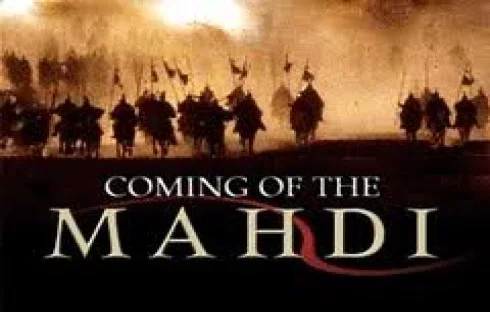 COMING OF THE
MAHDI